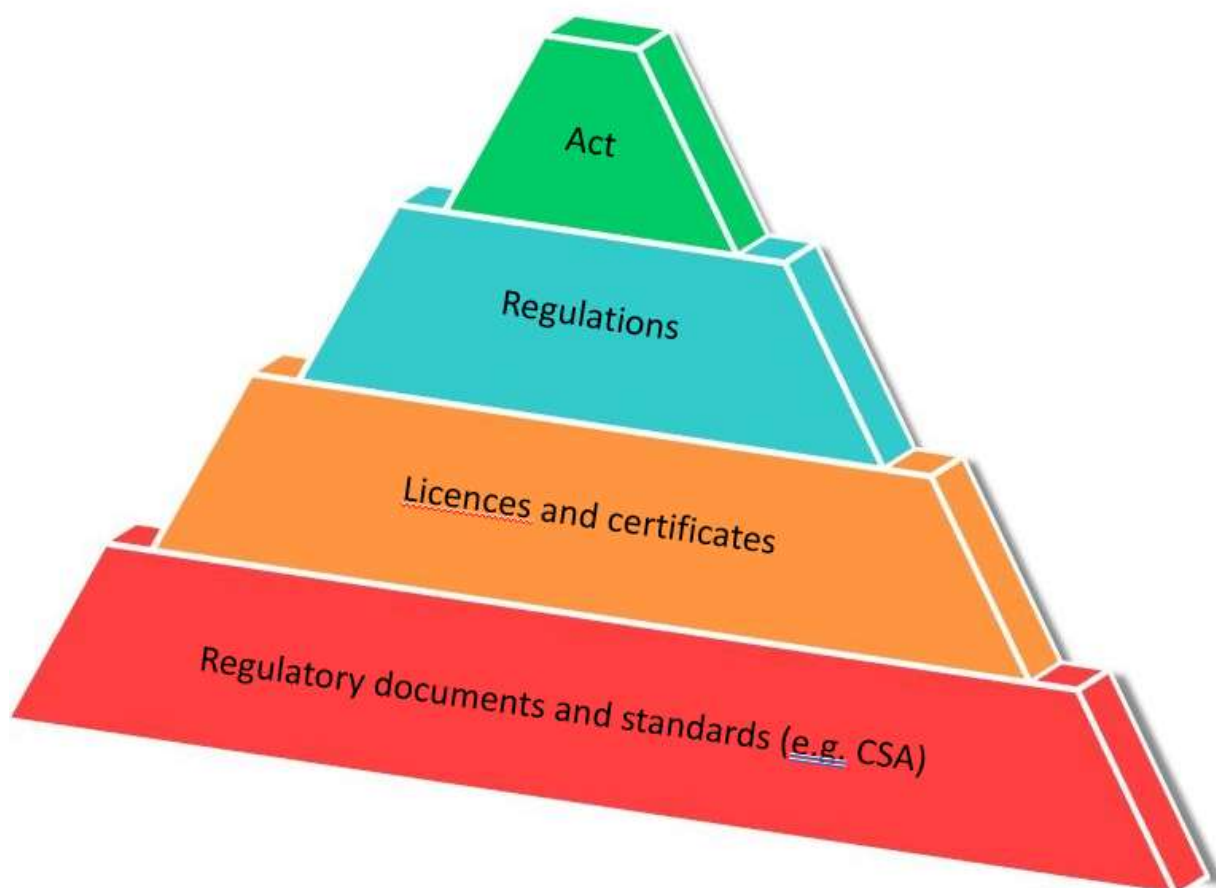 Act
Regulations
Licences and certificates
Regulatory documents and standards (e.g. CSA)